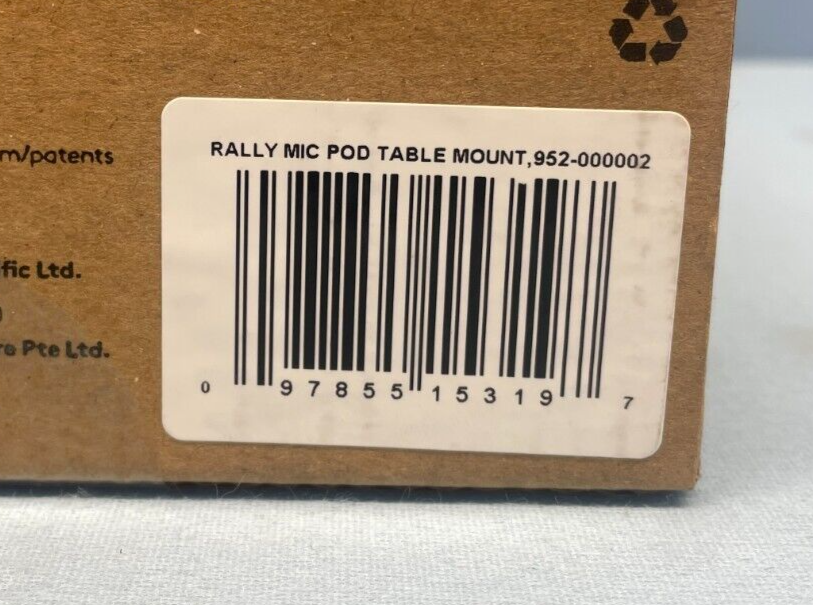 m/patents
fic Ltd.
re Pte Ltd.
RALLY MIC POD TABLE MOUNT,952-000002
0 97855 15319 7